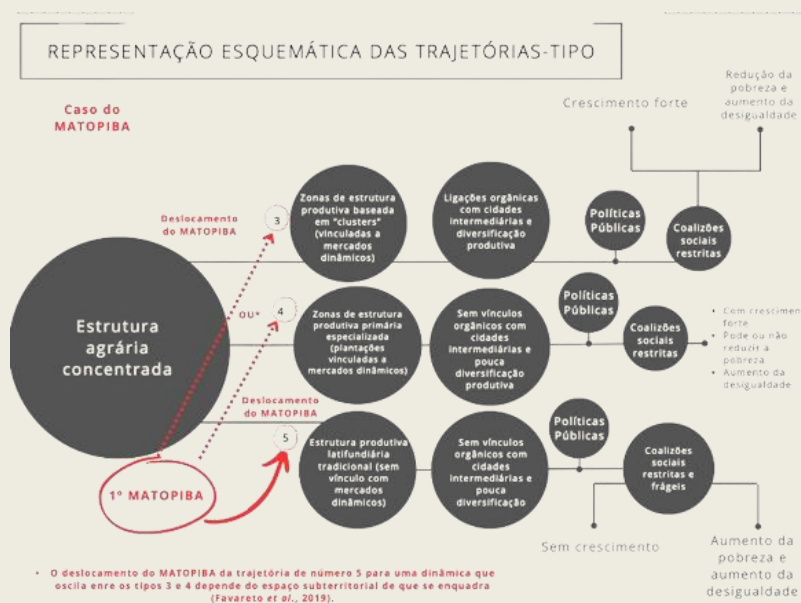 REPRESENTAÇÃO ESQUEMÁTICA DAS TRAJETÓRIAS-TIPO
Caso do
MATOPIBA
Crescimento forte
Redução da
pobreza e
aumento da
desigualdade
Deslocamento
do MATOPIBA
3
Zonas de estrutura
produtiva baseada
em "clusters"
(vinculadas a
mercados
dinâmicos)
Ligações orgânicas
com cidades
intermediárias e
diversificação
produtiva
Políticas
Públicas
Coalizões
sociais
restritas
Estrutura
agrária
concentrada
OU*
4
Zonas de estrutura
produtiva primária
especializada
(plantações
vinculadas a
mercados dinâmicos)
Sem vínculos
orgânicos com
cidades
intermediárias e
pouca
diversificação
produtiva
Políticas
Públicas
Coalizões
sociais
restritas
• Com crescimen
forte
• Pode ou não
reduzir a
pobreza
• Aumento da
desigualdade
Deslocamento
do MATOPIBA
5
Estrutura produtiva
latifundiária
tradicional (sem
vínculo com
mercados
dinâmicos)
Sem vínculos
orgânicos com
cidades
intermediárias e
pouca
diversificação
Políticas
Públicas
Coalizões
sociais
restritas e
frágeis
1º MATOPIBA
Sem crescimento
Aumento da
pobreza e
aumento da
desigualdade
• O deslocamento do MATOPIBA da trajetória de número 5 para uma dinâmica que
oscila enre os tipos 3 e 4 depende do espaço subterritorial de que se enquadra
(Favareto et al., 2019).